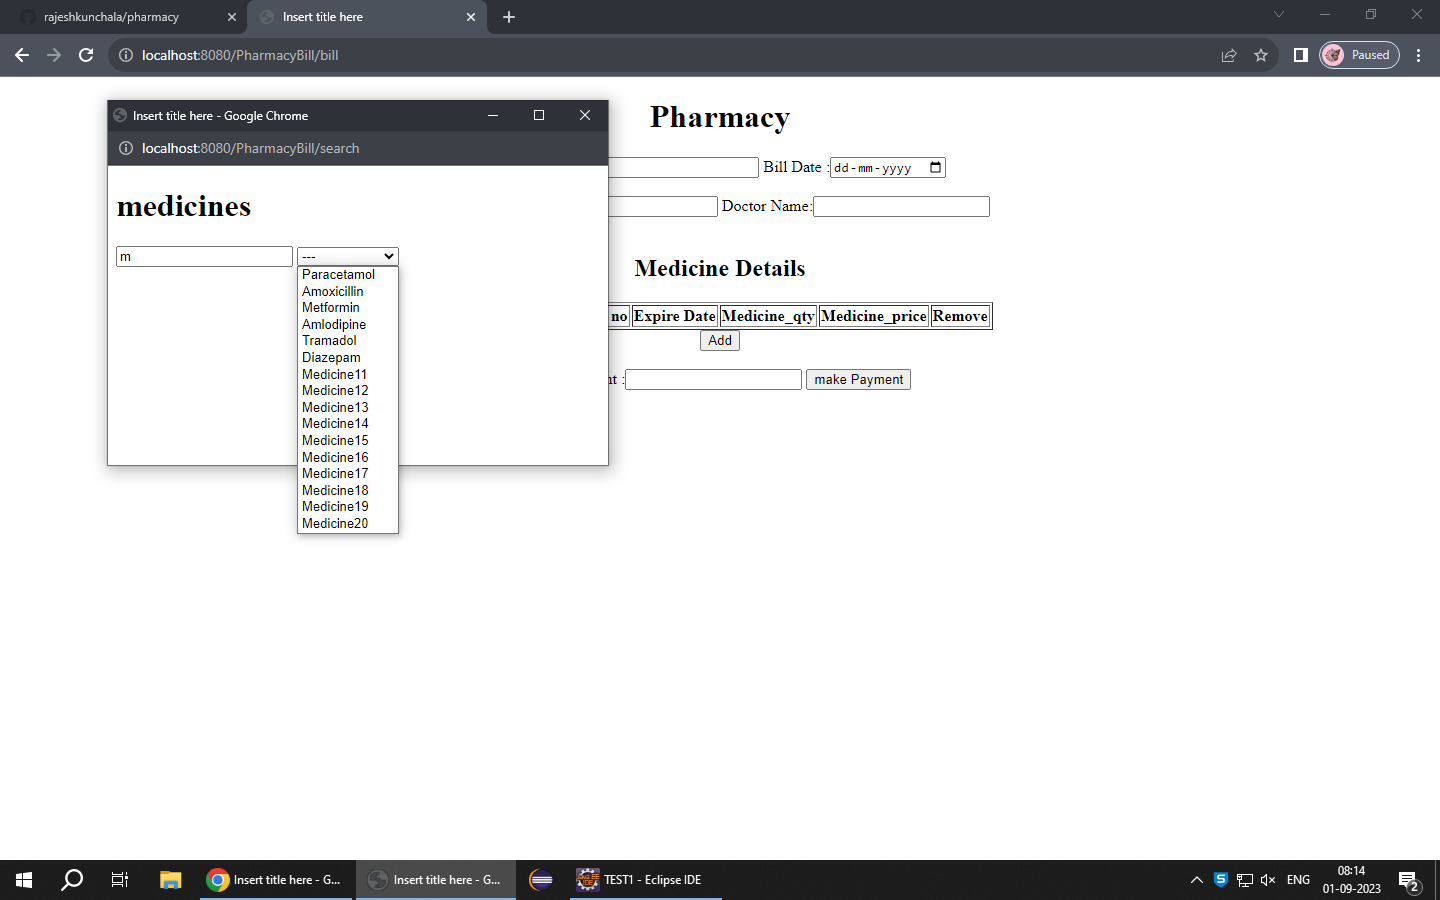 rajeshkunchala/pharmacy
Insert title here
localhost:8080/PharmacyBill/bill
Paused
Insert title here - Google Chrome
localhost:8080/PharmacyBill/search
medicines
m
---
Paracetamol
Amoxicillin
Metformin
Amlodipine
Tramadol
Diazepam
Medicine11
Medicine12
Medicine13
Medicine14
Medicine15
Medicine16
Medicine17
Medicine18
Medicine19
Medicine20
Pharmacy
Bill Date :dd-mm-yyyy
Doctor Name:
Medicine Details
no Expire Date Medicine_qty Medicine_price Remove
Add
nt : make Payment
Insert title here - G...
Insert title here - G...
TEST1 - Eclipse IDE
ENG
08:14
01-09-2023
2